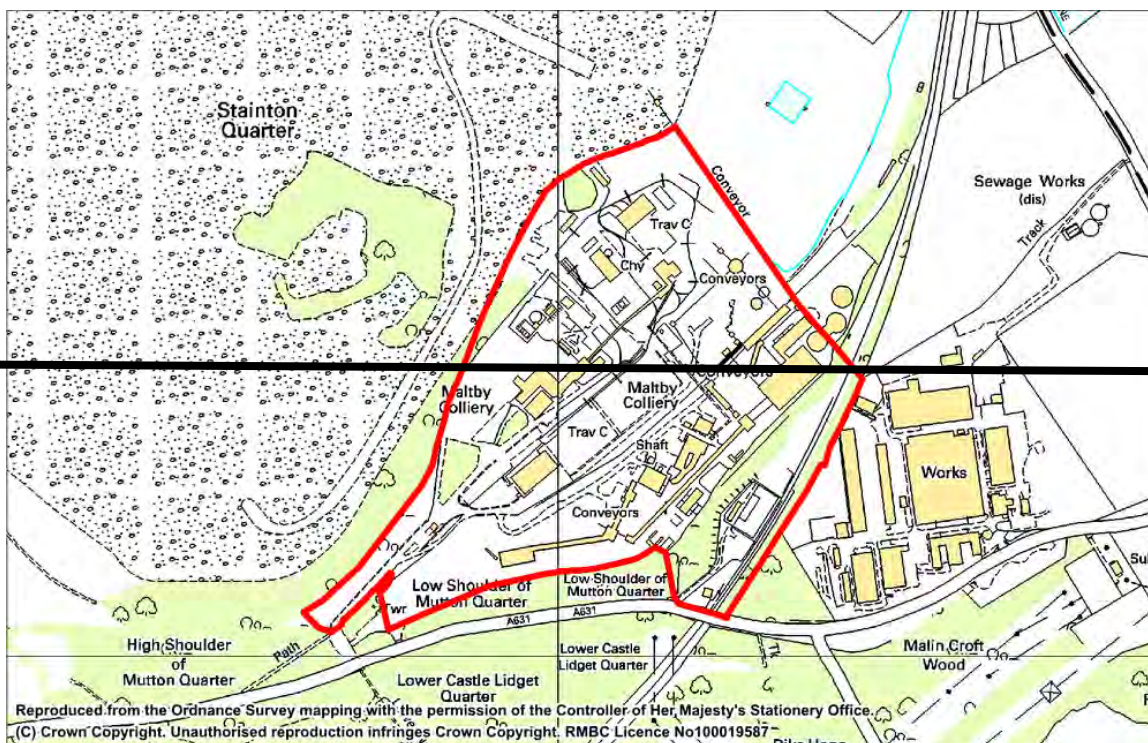 Stainton
Quarter
Sewage Works
(dis)
Track
Conveyor
Trav C
Chy
Conveyors
Conveyors
Maltby
Colliery
Maltby
Colliery
Trav C
Shaft
Works
Conveyors
Low Shoulder of
Mutton Quarter
Low Shoulder of
Mutton Quarter
Twr
A631
A631
Path
High Shoulder
of
Mutton Quarter
Lower Castle
Lidget Quarter
Tk
Malin Croft
Wood
Lower Castle Lidget
Quarter
Reproduced from the Ordnance Survey mapping with the permission of the Controller of Her Majesty's Stationery Office.
(C) Crown Copyright. Unauthorised reproduction infringes Crown Copyright. RMBC Licence No100019587